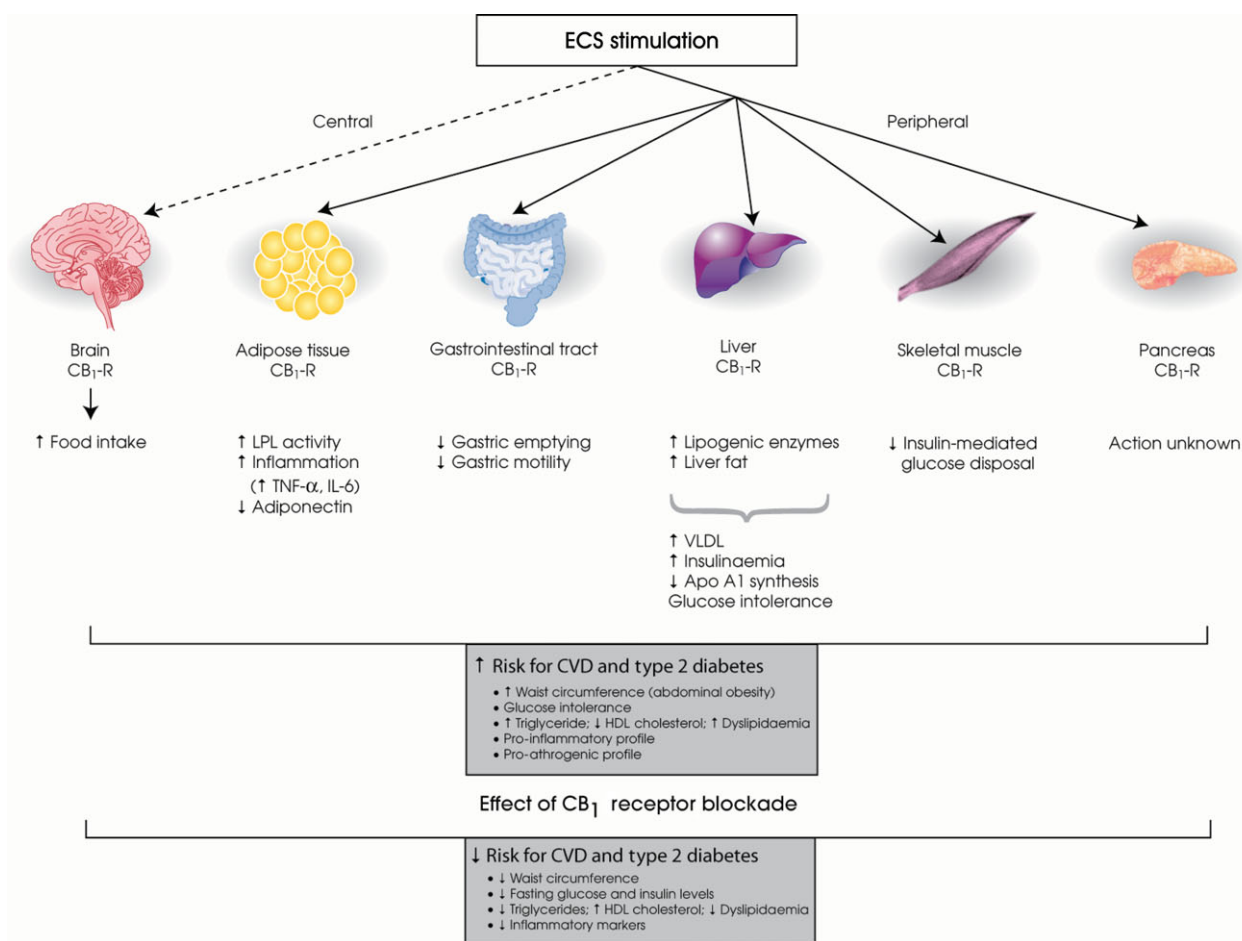 ECS stimulation
Central
Peripheral
Brain
CB₁-R
Adipose tissue
CB₁-R
Gastrointestinal tract
CB₁-R
Liver
CB₁-R
Skeletal muscle
CB₁-R
Pancreas
CB₁-R
↑ Food intake
↑ LPL activity
↑ Inflammation
(↑ TNF-α, IL-6)
↓ Adiponectin
↓ Gastric emptying
↓ Gastric motility
↑ Lipogenic enzymes
↑ Liver fat
↑ VLDL
↑ Insulinaemia
↓ Apo A1 synthesis
Glucose intolerance
↓ Insulin-mediated
glucose disposal
Action unknown
↑ Risk for CVD and type 2 diabetes
• ↑ Waist circumference (abdominal obesity)
• Glucose intolerance
• ↑ Triglyceride; ↓ HDL cholesterol; ↑ Dyslipidaemia
• Pro-inflammatory profile
• Pro-athrogenic profile
Effect of CB₁ receptor blockade
↓ Risk for CVD and type 2 diabetes
• ↓ Waist circumference
• ↓ Fasting glucose and insulin levels
• ↓ Triglycerides; ↑ HDL cholesterol; ↓ Dyslipidaemia
• ↓ Inflammatory markers